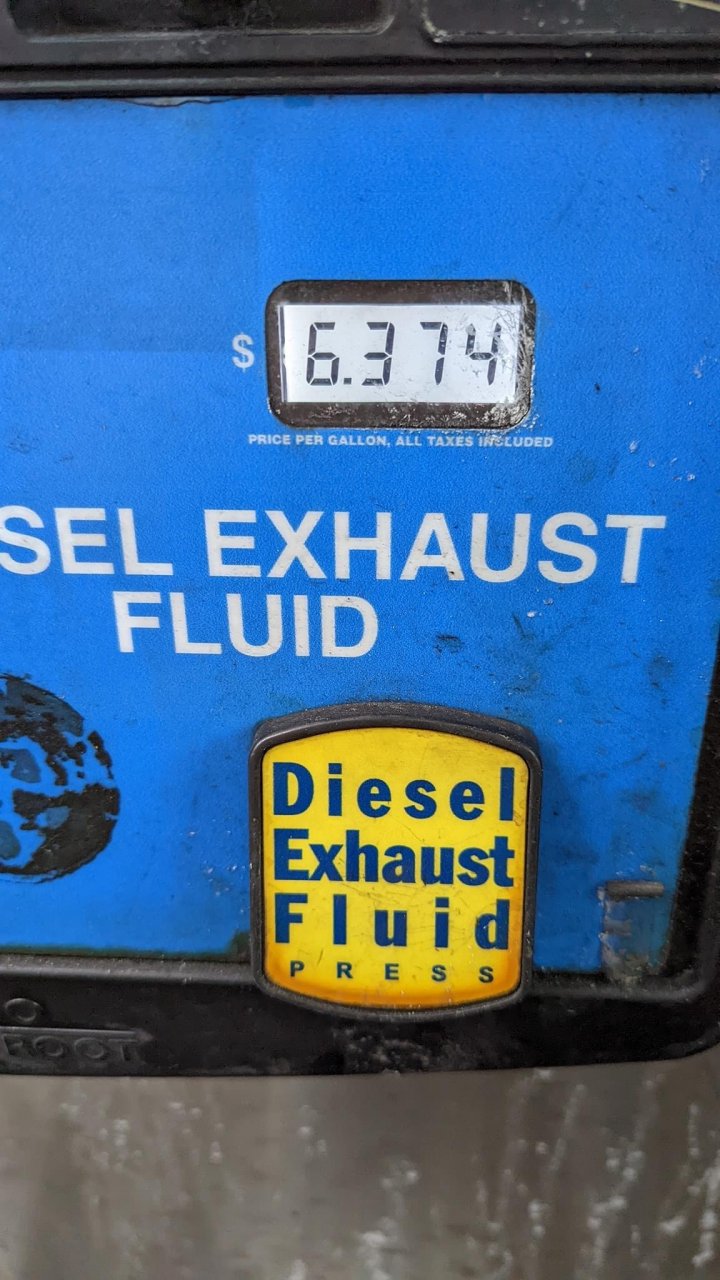 $ 6.374
PRICE PER GALLON, ALL TAXES INCLUDED
SEL EXHAUST
FLUID
Diesel
Exhaust
Fluid
PRESS